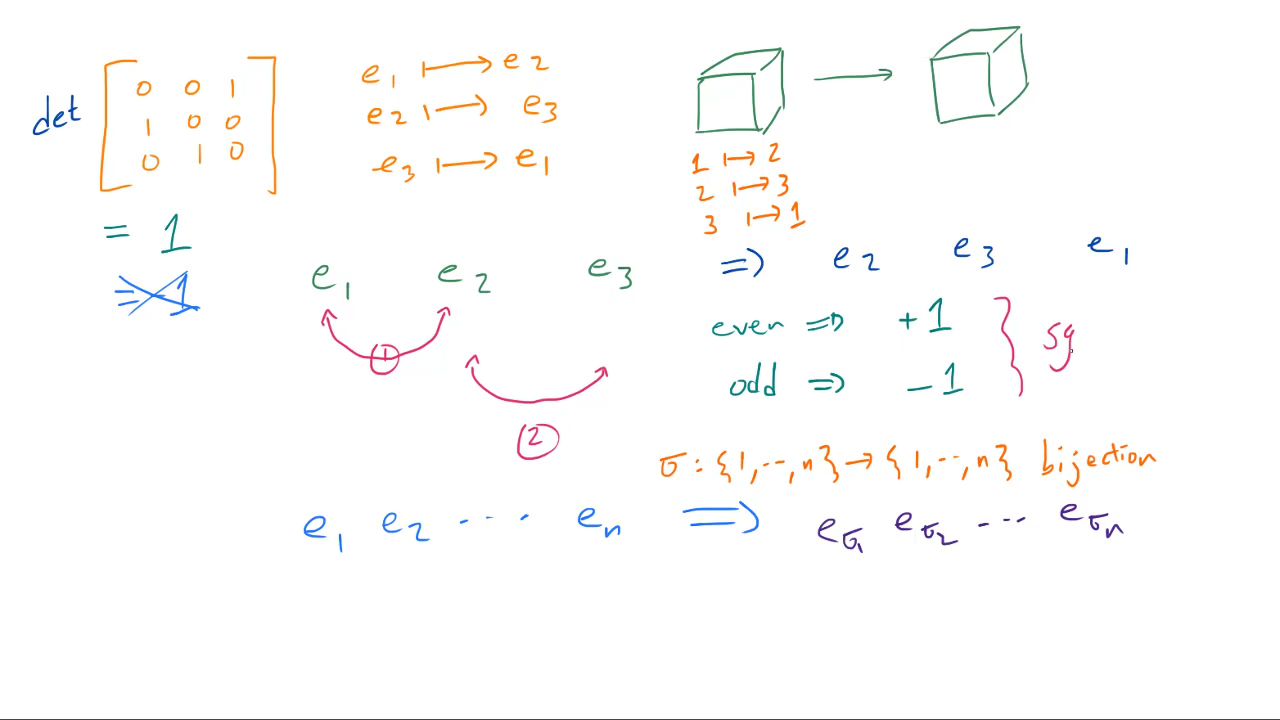 det [ 0 0 1
1 0 0
0 1 0 ]
= 1
= 1
e1 ↦ e2
e2 ↦ e3
e3 ↦ e1
1 ↦ 2
2 ↦ 3
3 ↦ 1
e1 e2 e3 => e2 e3 e1
1
2
even => +1
odd => -1
sg
σ: {1,...,n} → {1,...,n} bijection
e1 e2 ... en => eσ1 eσ2 ... eσn